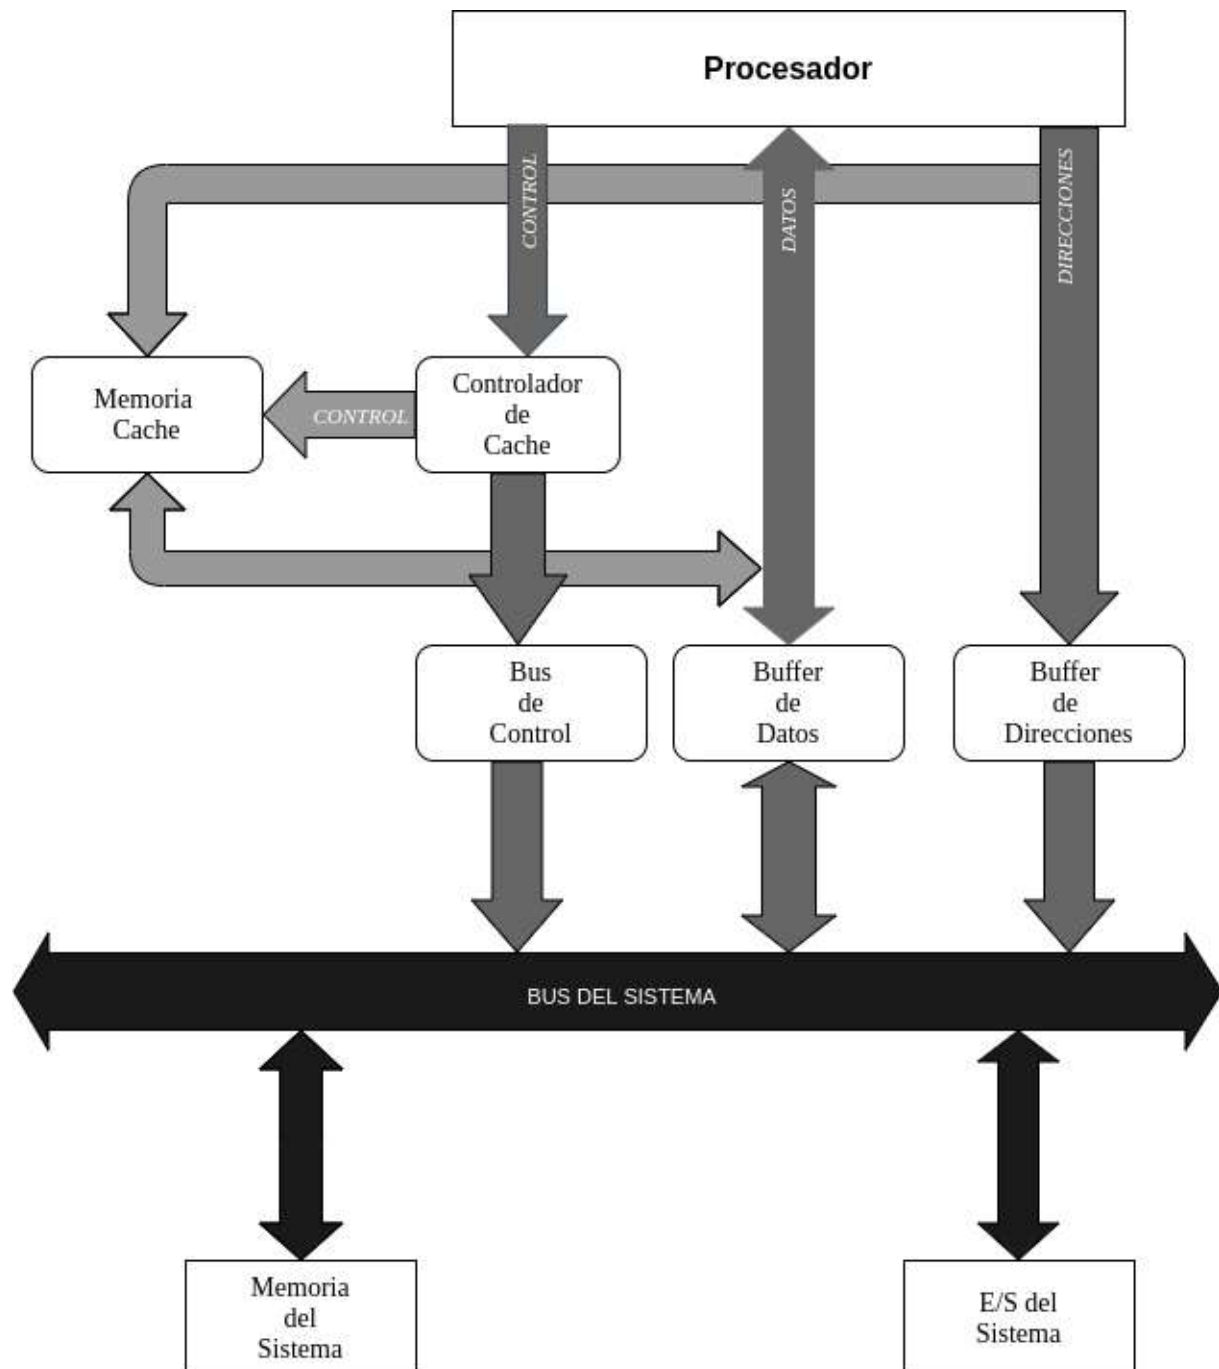 Procesador
CONTROL
DATOS
DIRECCIONES
Memoria
Cache
CONTROL
Controlador
de
Cache
Bus
de
Control
Buffer
de
Datos
Buffer
de
Direcciones
BUS DEL SISTEMA
Memoria
del
Sistema
E/S del
Sistema